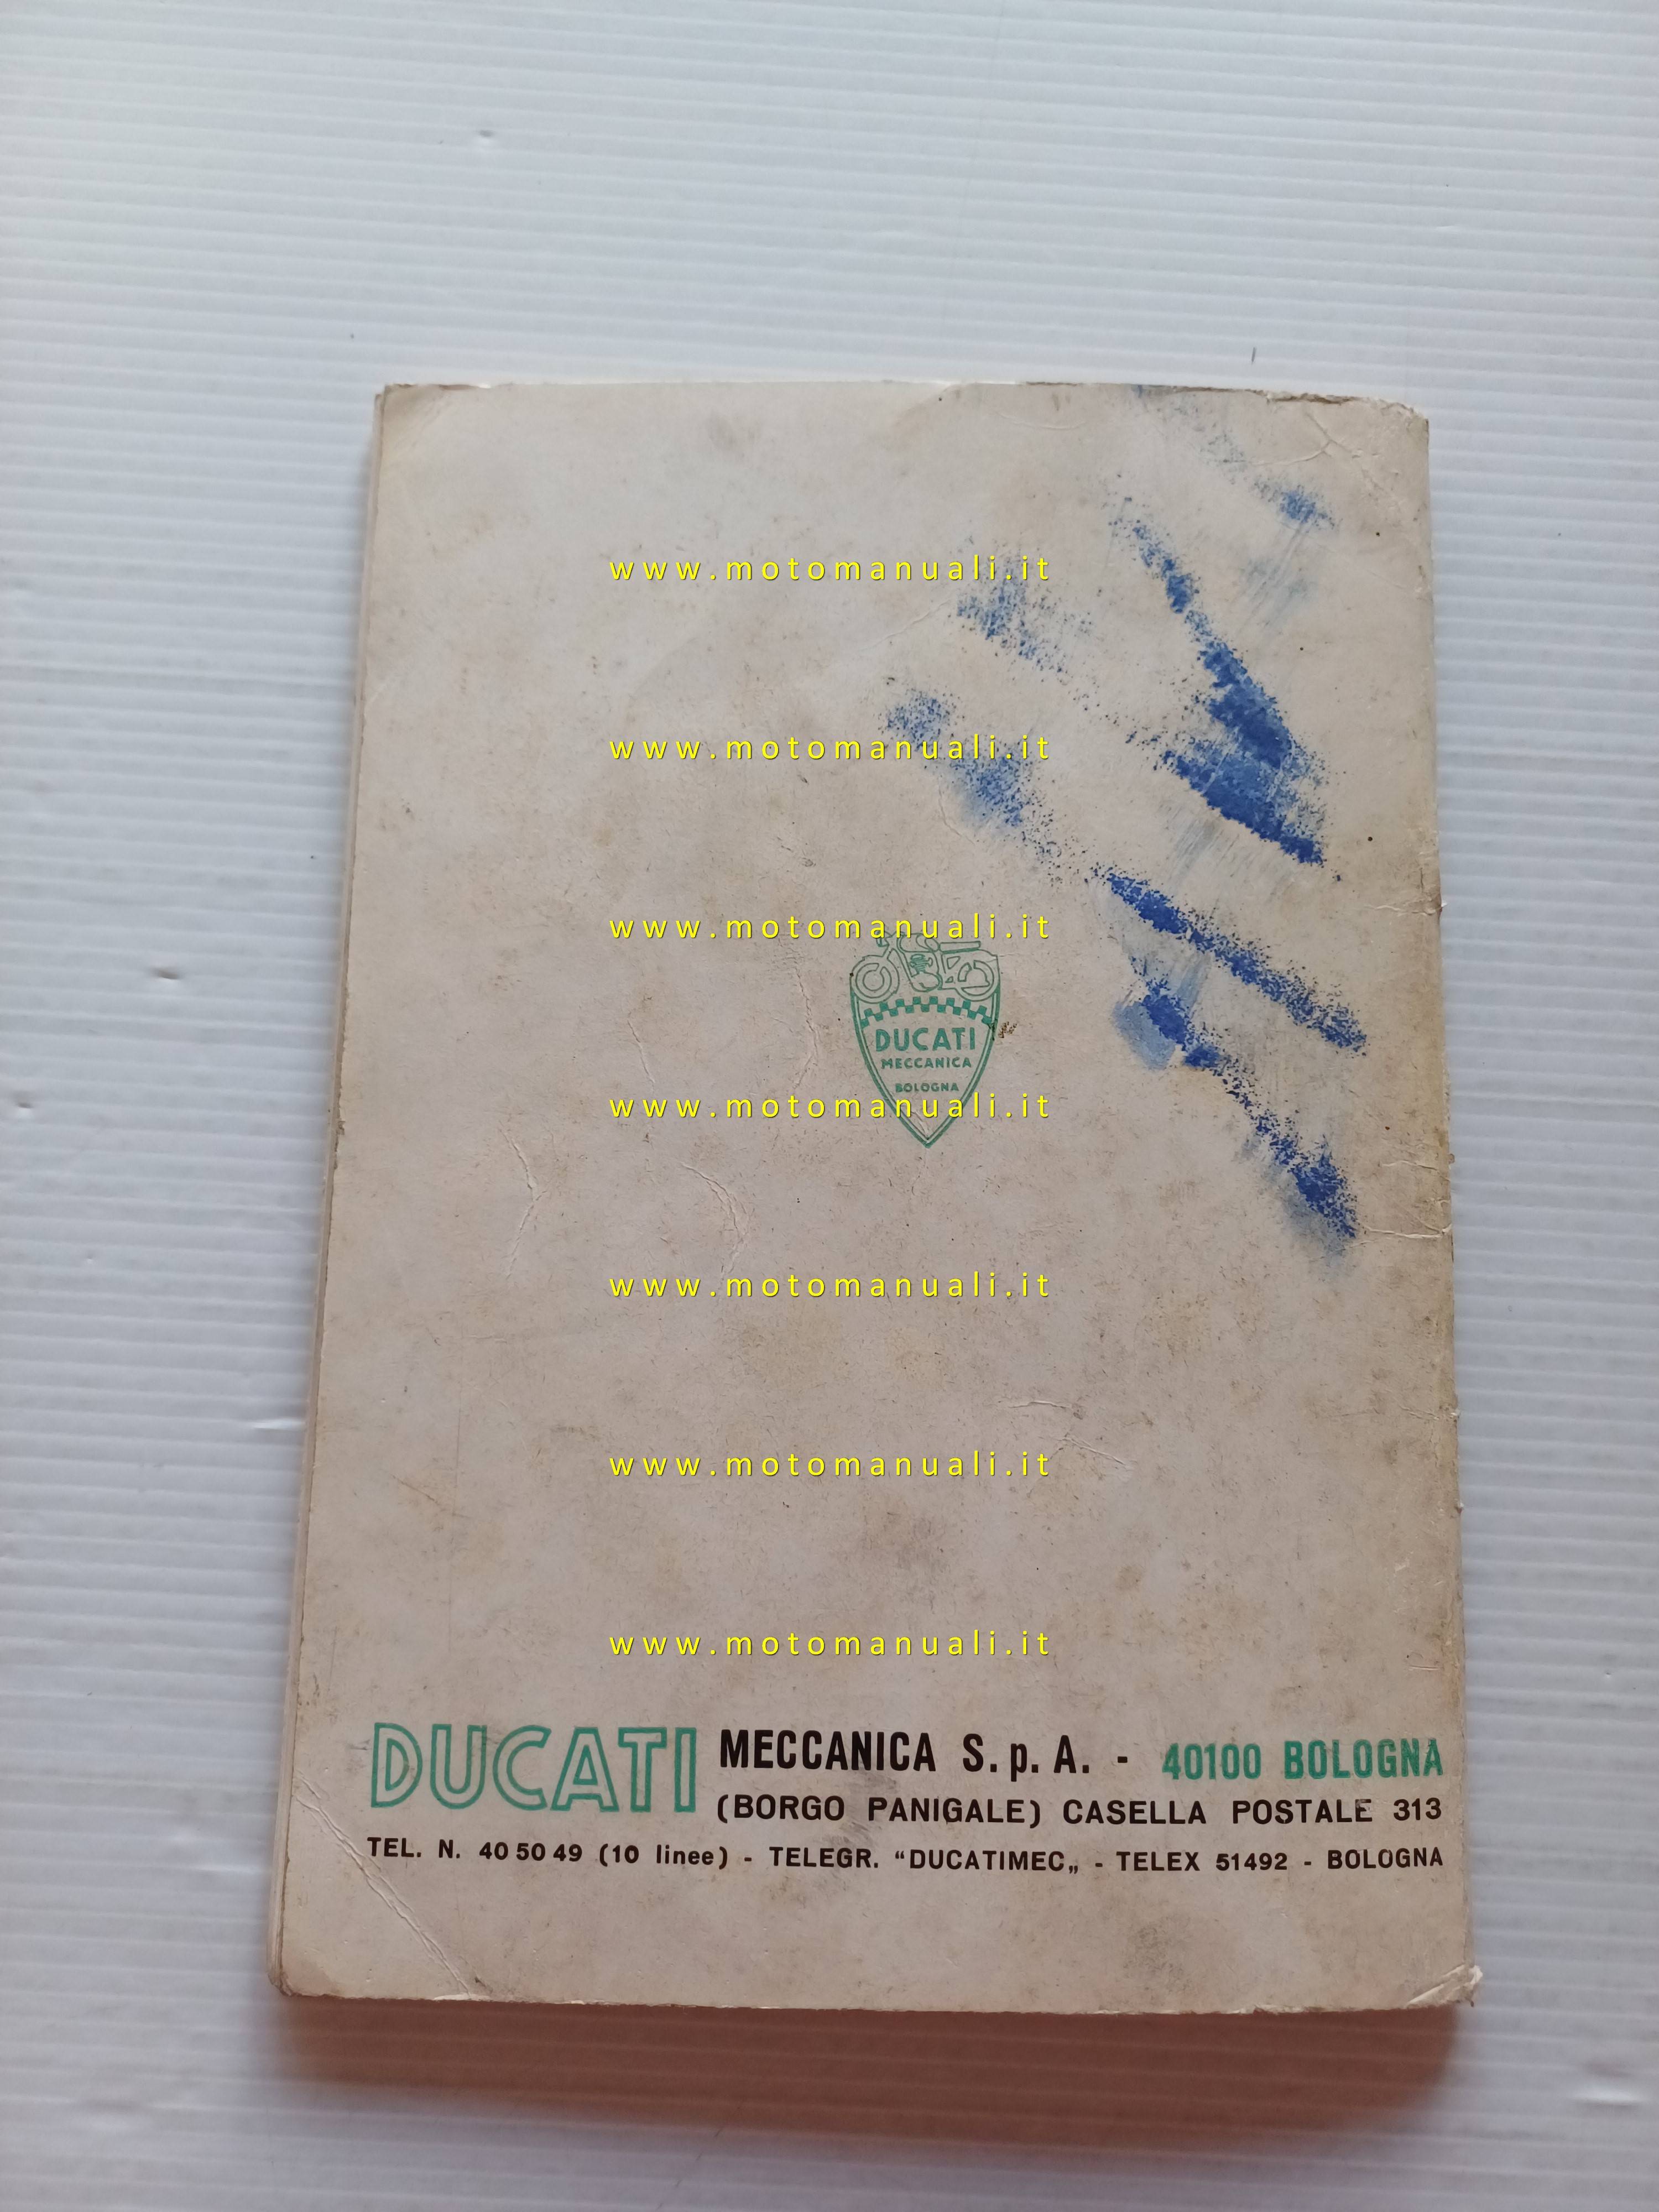 www.motomanuali.it
www.motomanuali.it
www.motomanuali.it
DUCATI
MECCANICA
BOLOGNA
www.motomanuali.it
www.motomanuali.it
www.motomanuali.it
www.motomanuali.it
DUCATI MECCANICA S.p.A. - 40100 BOLOGNA
(BORGO PANIGALE) CASELLA POSTALE 313
TEL. N. 40 50 49 (10 linee) - TELEGR. “DUCATIMEC„ - TELEX 51492 - BOLOGNA